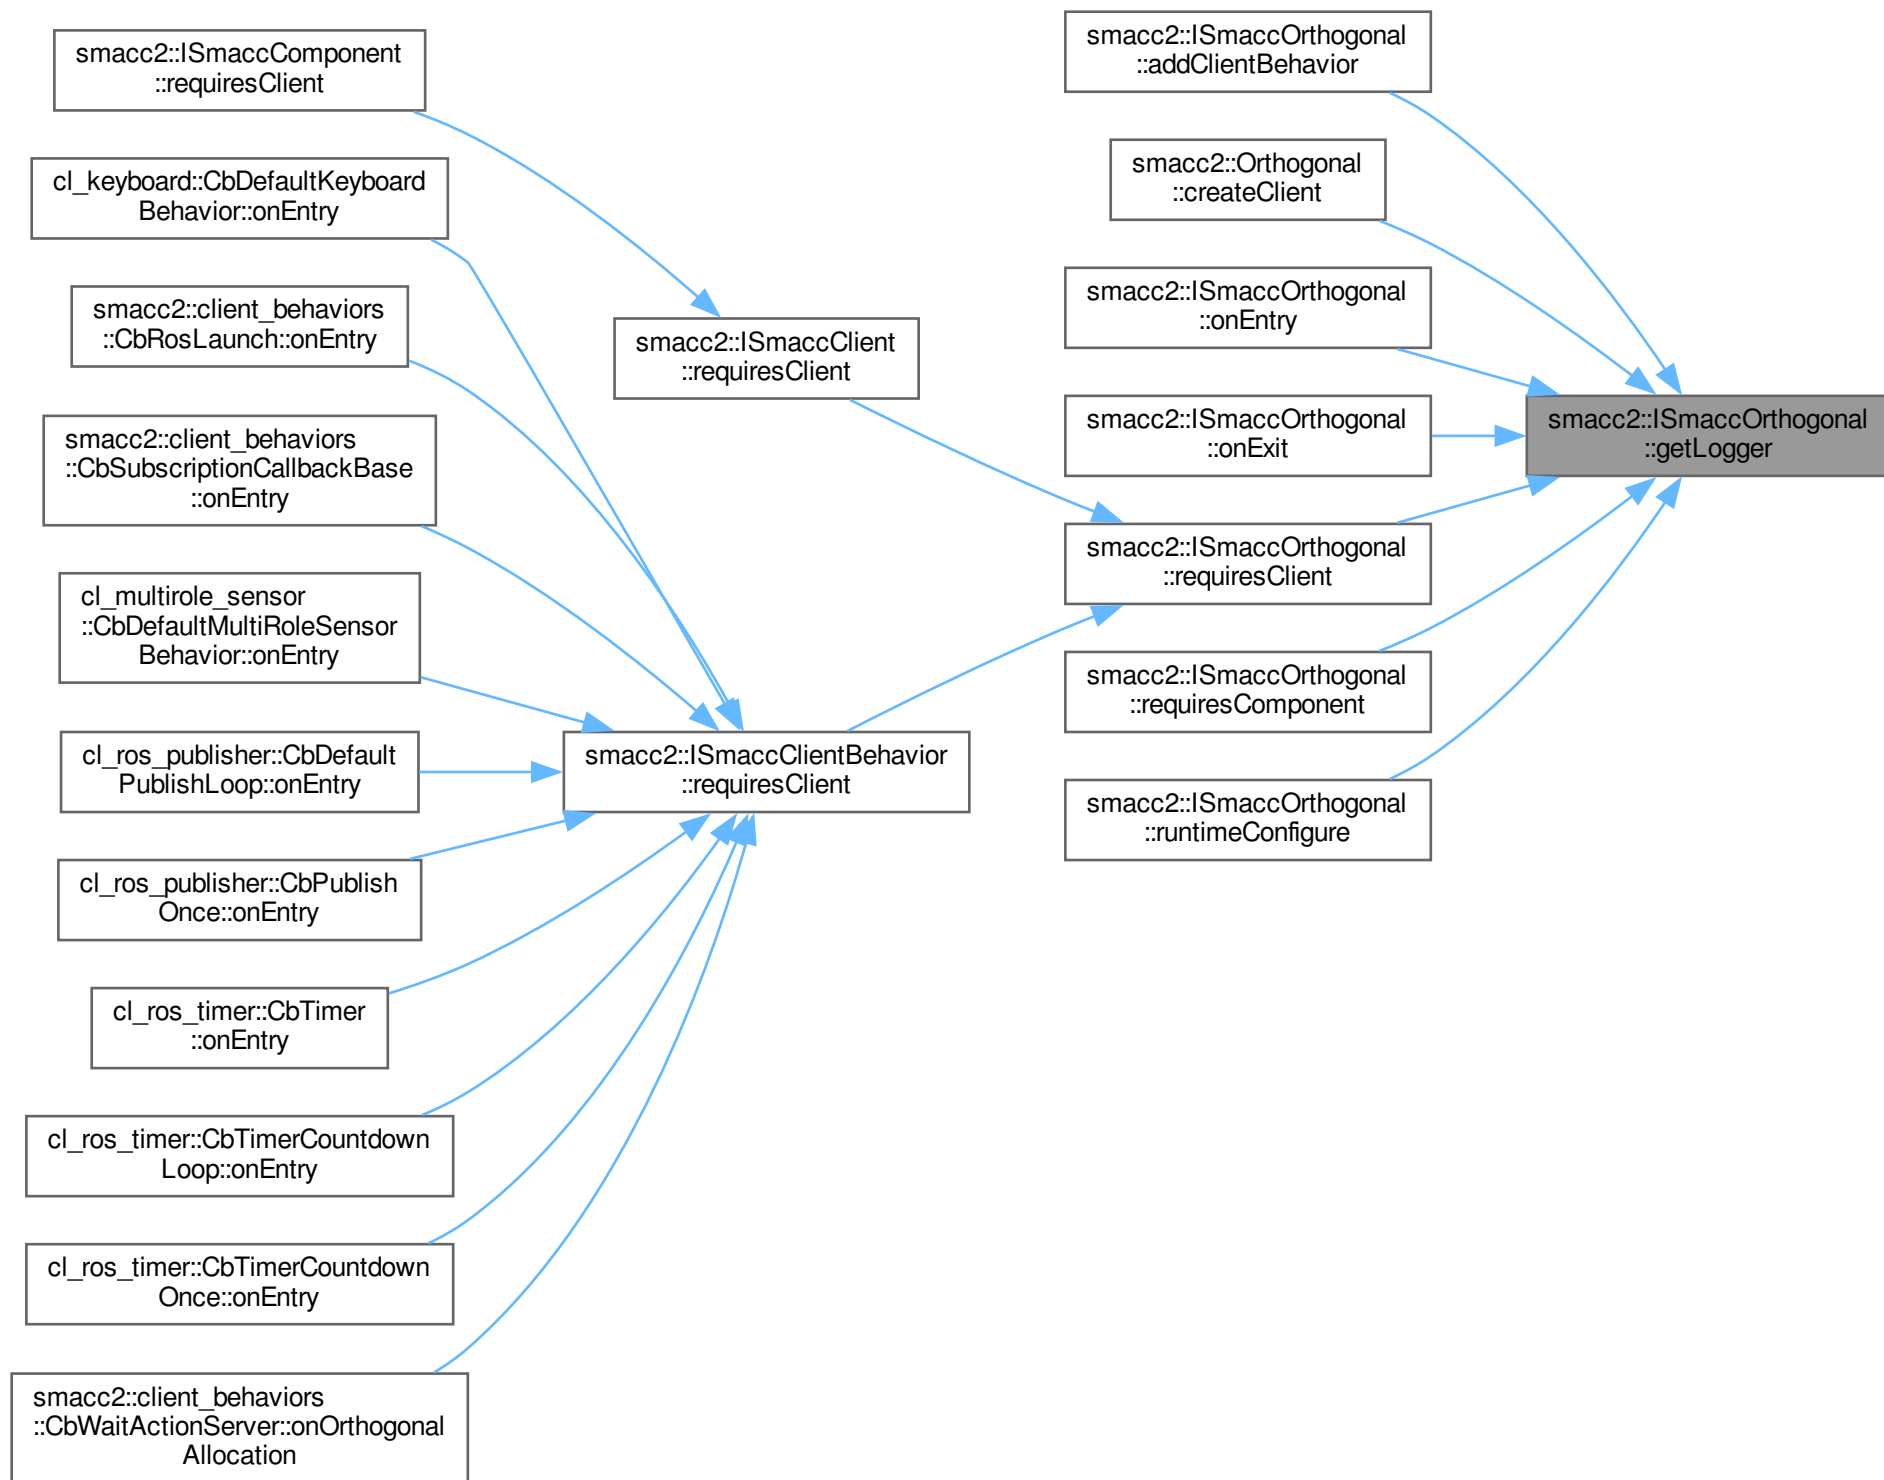 smacc2::ISmaccComponent
::requiresClient
cl_keyboard::CbDefaultKeyboard
Behavior::onEntry
smacc2::client_behaviors
::CbRosLaunch::onEntry
smacc2::client_behaviors
::CbSubscriptionCallbackBase
::onEntry
cl_multirole_sensor
::CbDefaultMultiRoleSensor
Behavior::onEntry
cl_ros_publisher::CbDefault
PublishLoop::onEntry
cl_ros_publisher::CbPublish
Once::onEntry
cl_ros_timer::CbTimer
::onEntry
cl_ros_timer::CbTimerCountdown
Loop::onEntry
cl_ros_timer::CbTimerCountdown
Once::onEntry
smacc2::client_behaviors
::CbWaitActionServer::onOrthogonal
Allocation
smacc2::ISmaccClient
::requiresClient
smacc2::ISmaccClientBehavior
::requiresClient
smacc2::ISmaccOrthogonal
::addClientBehavior
smacc2::Orthogonal
::createClient
smacc2::ISmaccOrthogonal
::onEntry
smacc2::ISmaccOrthogonal
::onExit
smacc2::ISmaccOrthogonal
::requiresClient
smacc2::ISmaccOrthogonal
::requiresComponent
smacc2::ISmaccOrthogonal
::runtimeConfigure
smacc2::ISmaccOrthogonal
::getLogger